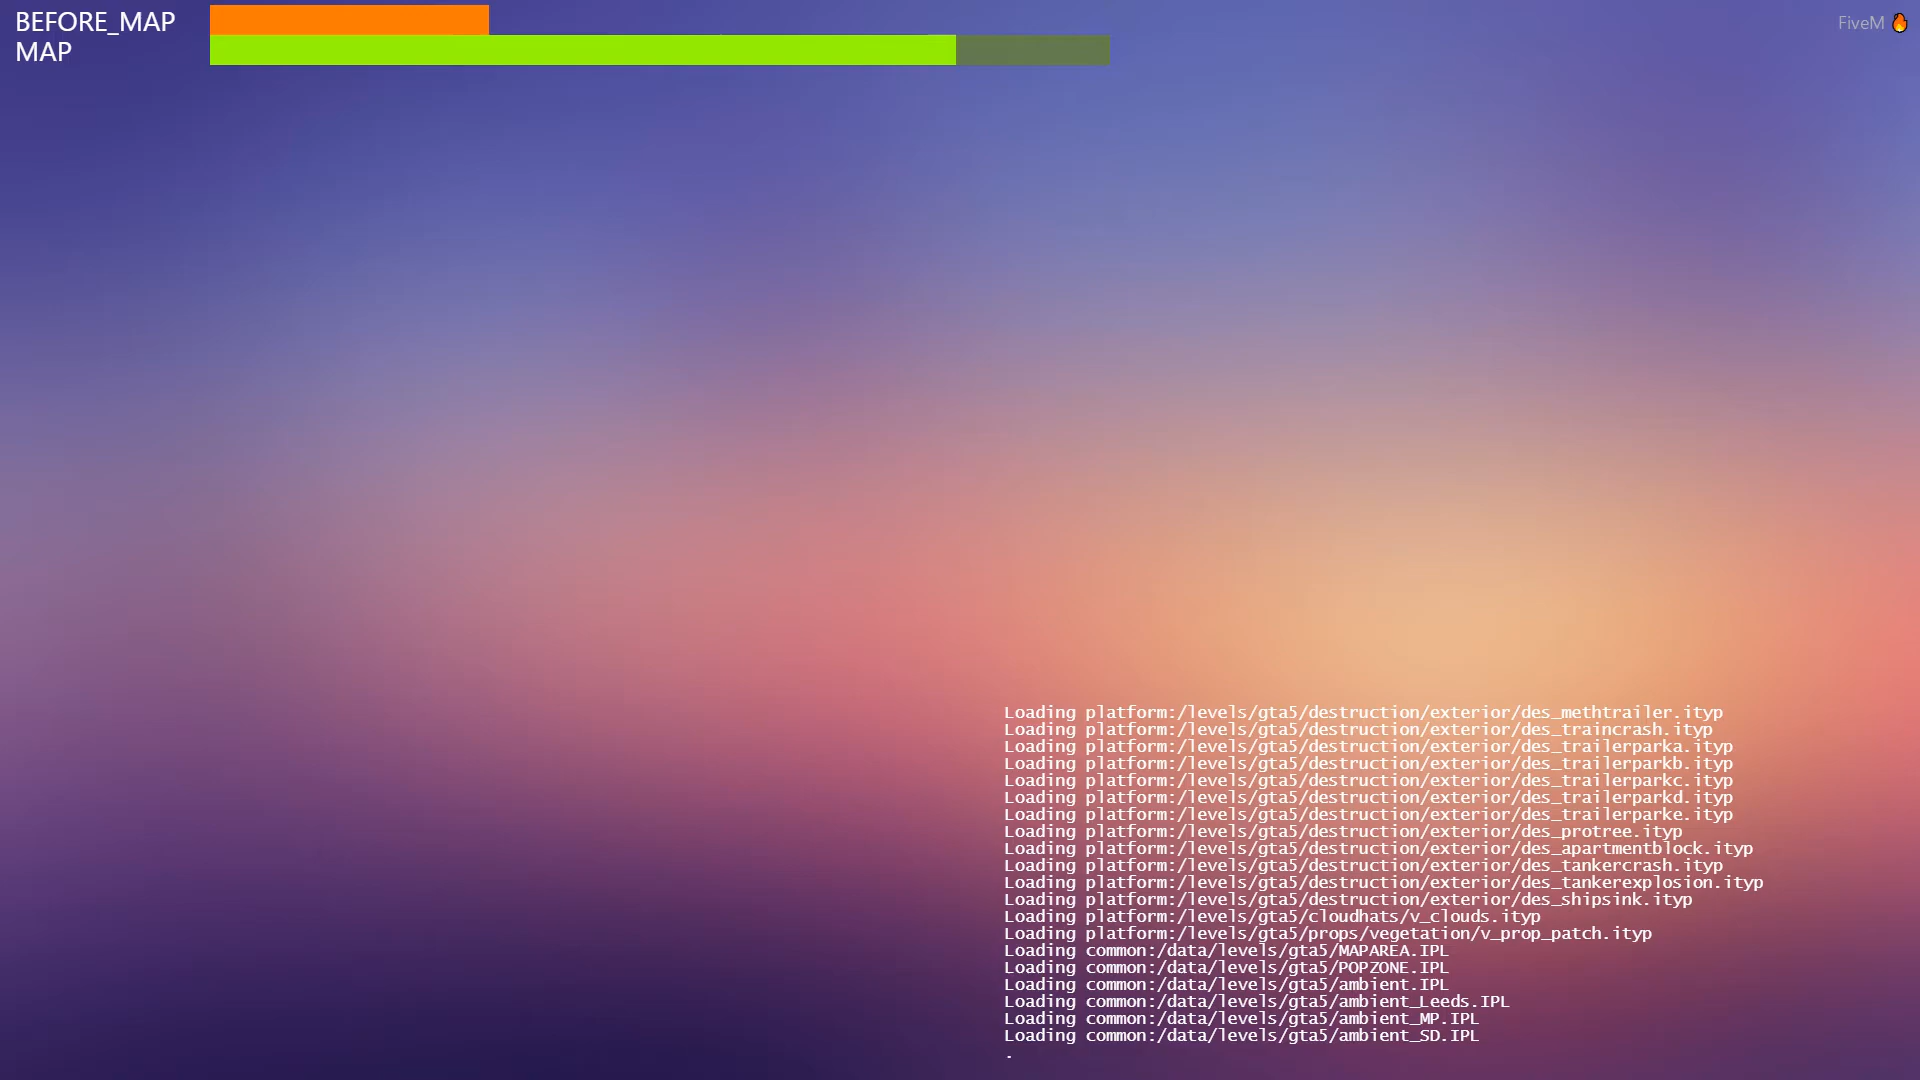 BEFORE_MAP
MAP
FiveM
Loading platform:/levels/gta5/destruction/exterior/des_methtrailer.ityp
Loading platform:/levels/gta5/destruction/exterior/des_traincrash.ityp
Loading platform:/levels/gta5/destruction/exterior/des_trailerparka.ityp
Loading platform:/levels/gta5/destruction/exterior/des_trailerparkb.ityp
Loading platform:/levels/gta5/destruction/exterior/des_trailerparkc.ityp
Loading platform:/levels/gta5/destruction/exterior/des_trailerparkd.ityp
Loading platform:/levels/gta5/destruction/exterior/des_trailerparke.ityp
Loading platform:/levels/gta5/destruction/exterior/des_protree.ityp
Loading platform:/levels/gta5/destruction/exterior/des_apartmentblock.ityp
Loading platform:/levels/gta5/destruction/exterior/des_tankercrash.ityp
Loading platform:/levels/gta5/destruction/exterior/des_tankerexplosion.ityp
Loading platform:/levels/gta5/destruction/exterior/des_shipsink.ityp
Loading platform:/levels/gta5/cloudhats/v_clouds.ityp
Loading platform:/levels/gta5/props/vegetation/v_prop_patch.ityp
Loading common:/data/levels/gta5/MAPAREA.IPL
Loading common:/data/levels/gta5/POPZONE.IPL
Loading common:/data/levels/gta5/ambient.IPL
Loading common:/data/levels/gta5/ambient_Leeds.IPL
Loading common:/data/levels/gta5/ambient_MP.IPL
Loading common:/data/levels/gta5/ambient_SD.IPL
.